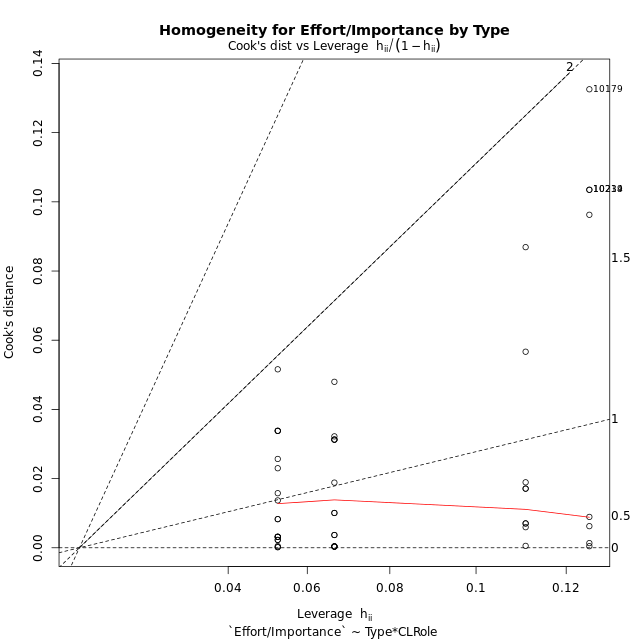 Homogeneity for Effort/Importance by Type
Cook's dist vs Leverage hii/(1−hii)
0.14
2
10179
0.12
0.10
1.5
0.08
Cook's distance
0.06
0.04
1
0.02
0.5
0.00
0
0.04 0.06 0.08 0.1 0.12
Leverage hii
`Effort/Importance` ~ Type*CLRole